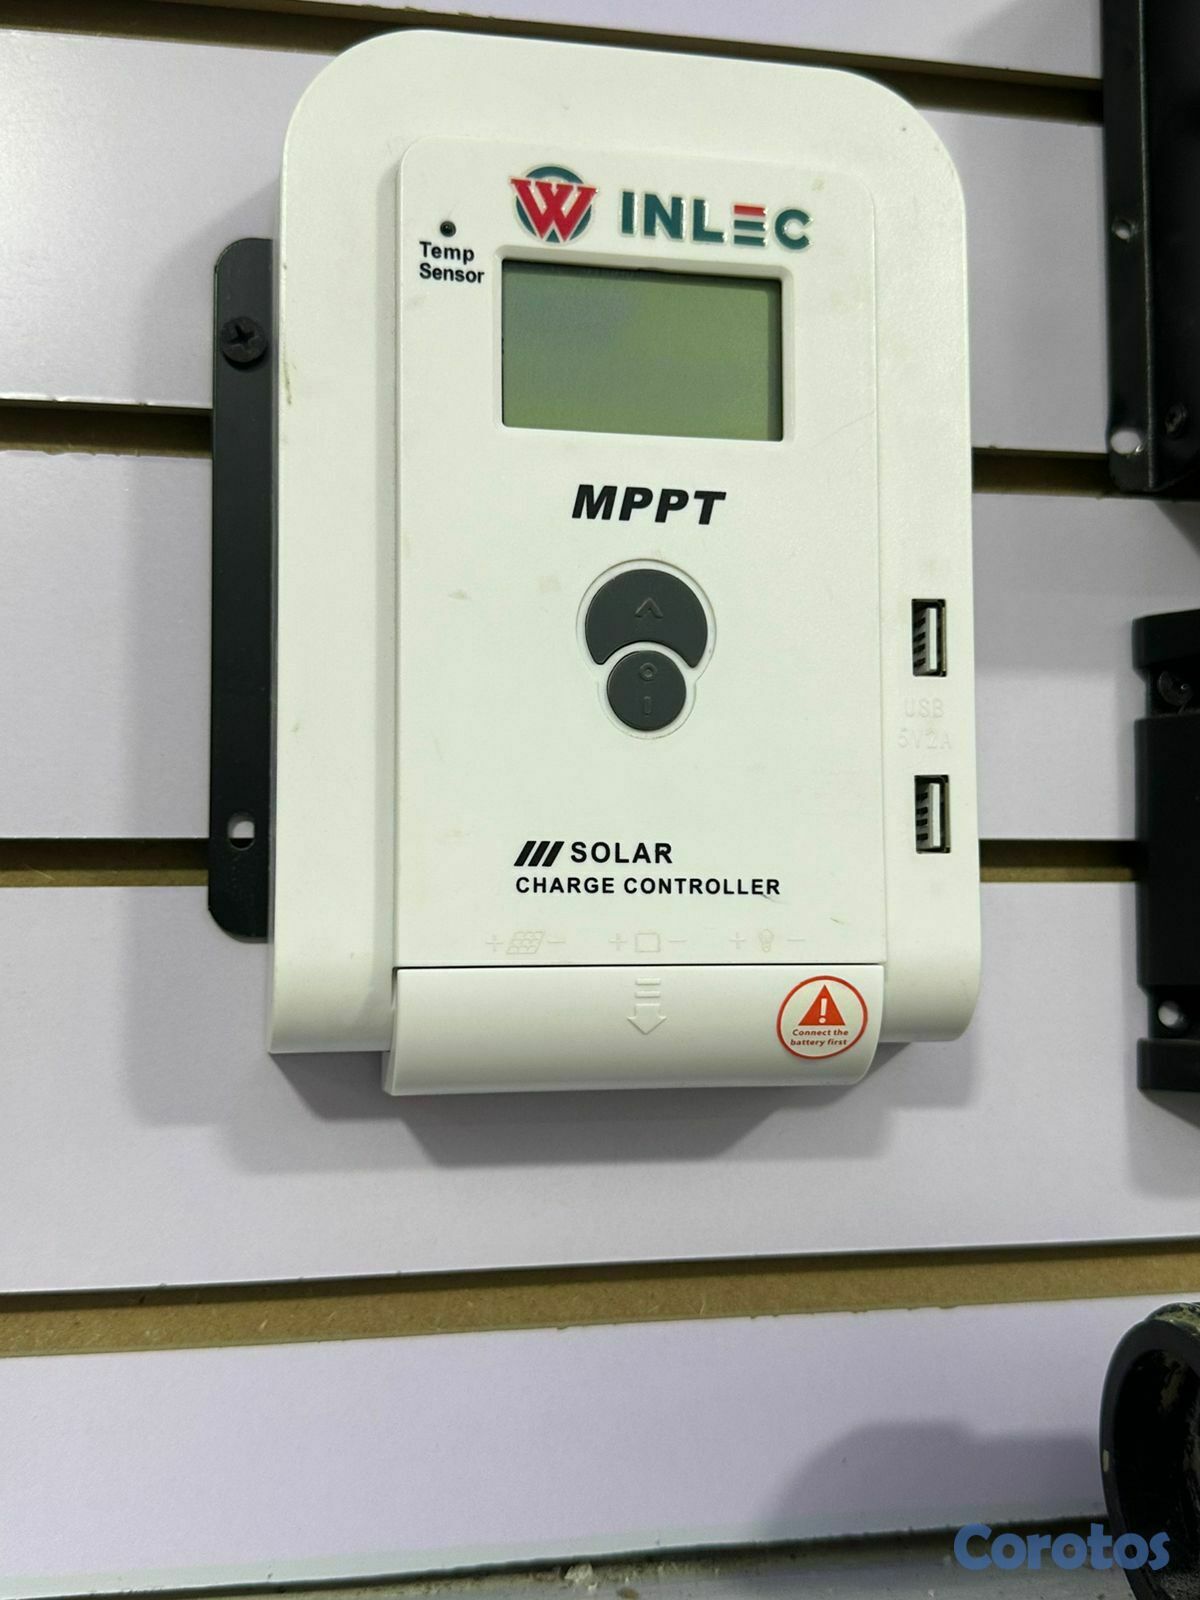 W INLEC
Temp
Sensor
MPPT
USB
5V2A
/// SOLAR
CHARGE CONTROLLER
+ - + - + -
Connect the
battery first
Corotos